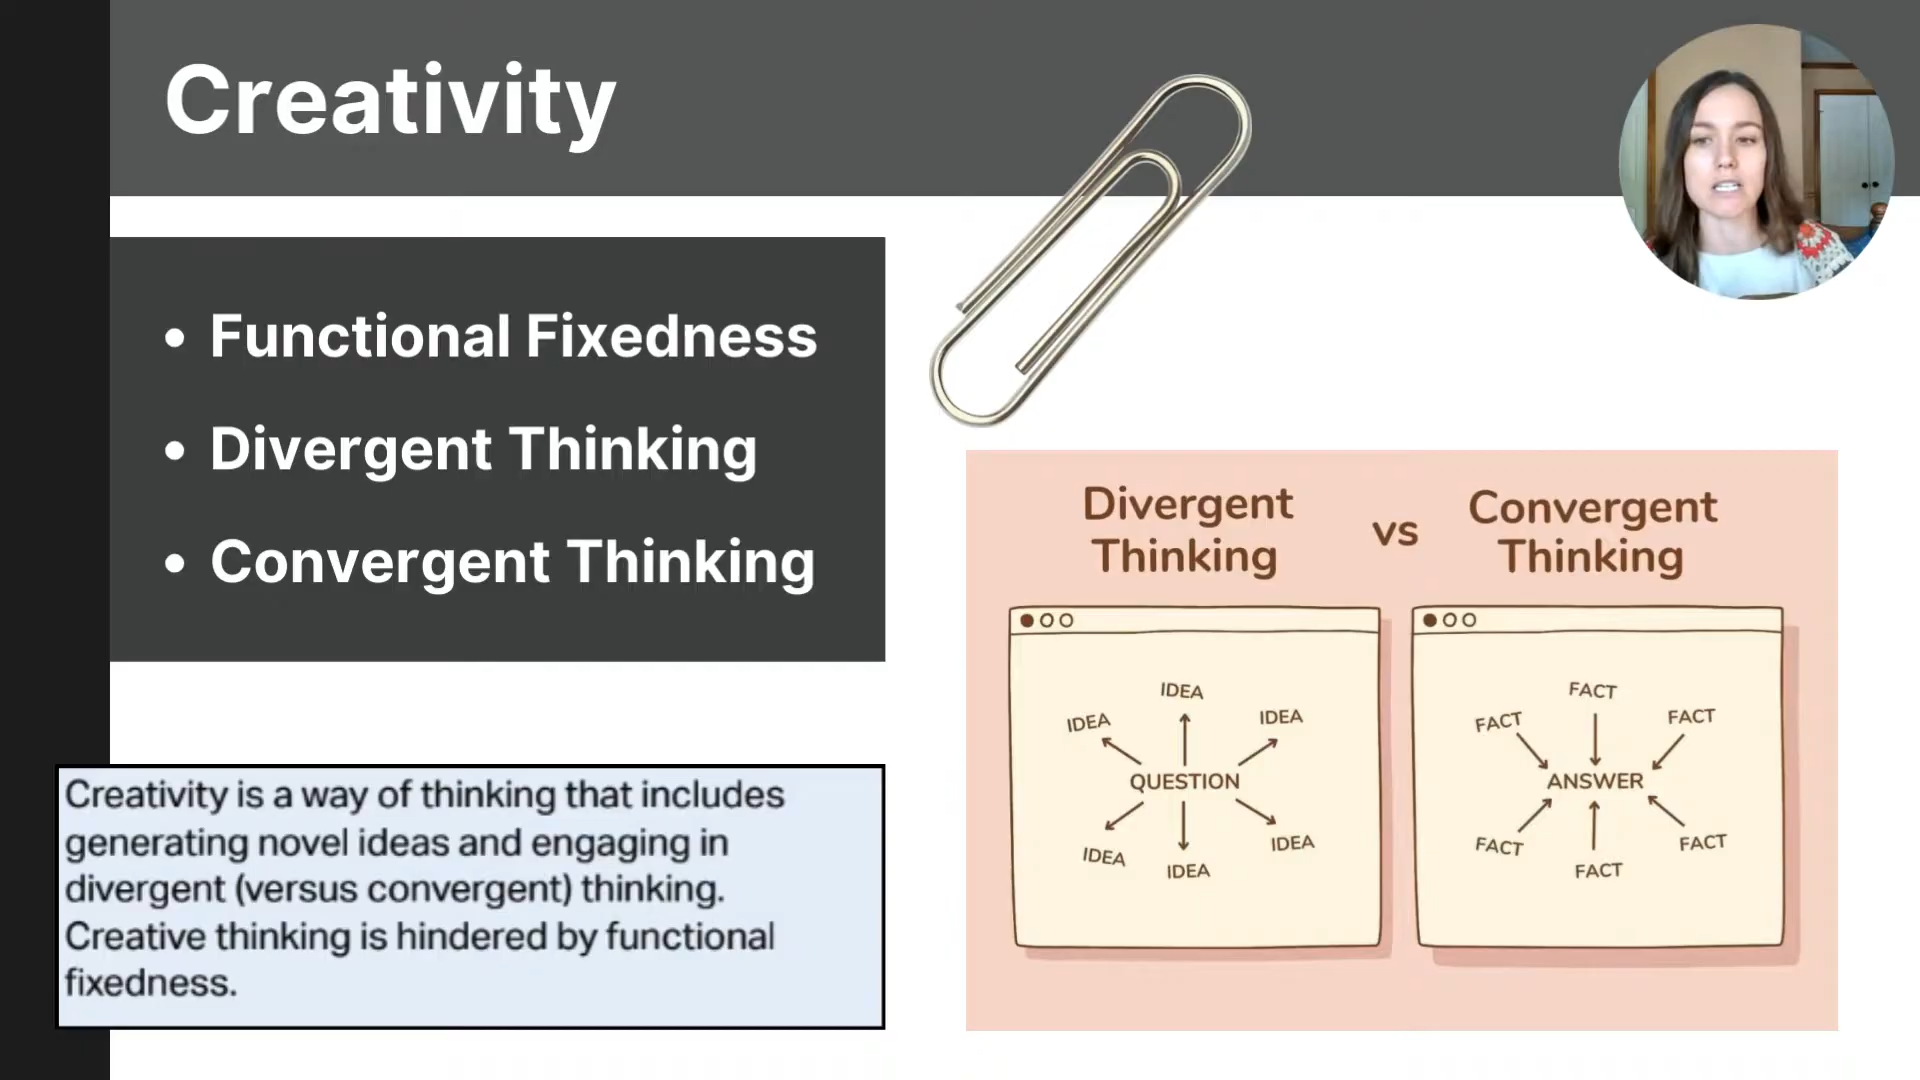 Creativity
• Functional Fixedness
• Divergent Thinking
• Convergent Thinking
Creativity is a way of thinking that includes
generating novel ideas and engaging in
divergent (versus convergent) thinking.
Creative thinking is hindered by functional
fixedness.
Divergent
Thinking
vs
Convergent
Thinking
IDEA
IDEA
IDEA
QUESTION
IDEA
IDEA
IDEA
FACT
FACT
FACT
ANSWER
FACT
FACT
FACT